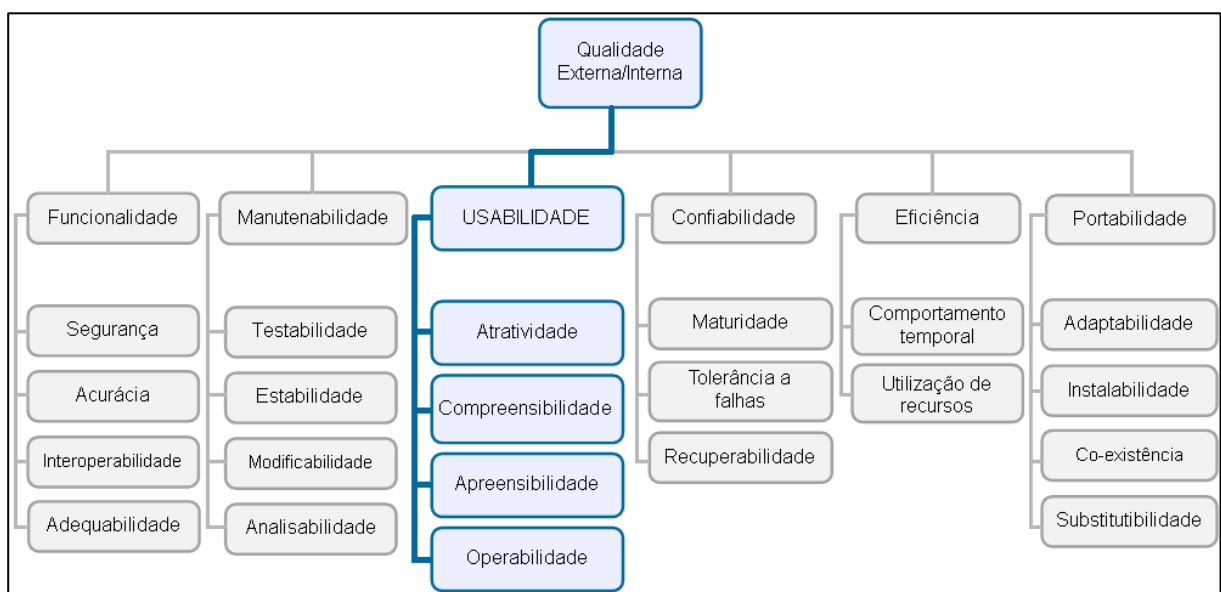 Qualidade
Externa/Interna
Funcionalidade
Manutenabilidade
USABILIDADE
Confiabilidade
Eficiência
Portabilidade
Segurança
Acurácia
Interoperabilidade
Adequabilidade
Testabilidade
Estabilidade
Modificabilidade
Analisabilidade
Atratividade
Compreensibilidade
Apreensibilidade
Operabilidade
Maturidade
Tolerância a
falhas
Recuperabilidade
Comportamento
temporal
Utilização de
recursos
Adaptabilidade
Instalabilidade
Co-existência
Substitutibilidade